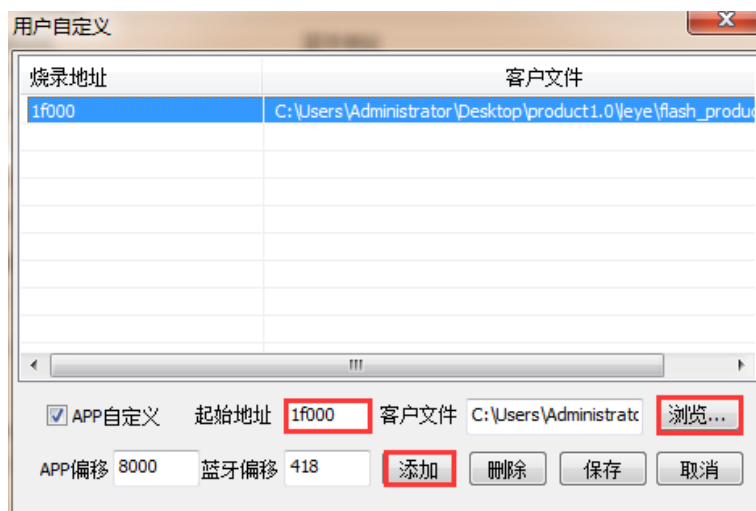 用户自定义
烧录地址 客户文件
1f000 C:\Users\Administrator\Desktop\product1.0\leye\flash_produc
APP自定义 起始地址 1f000 客户文件 C:\Users\Administratc 浏览...
APP偏移 8000 蓝牙偏移 418 添加 删除 保存 取消